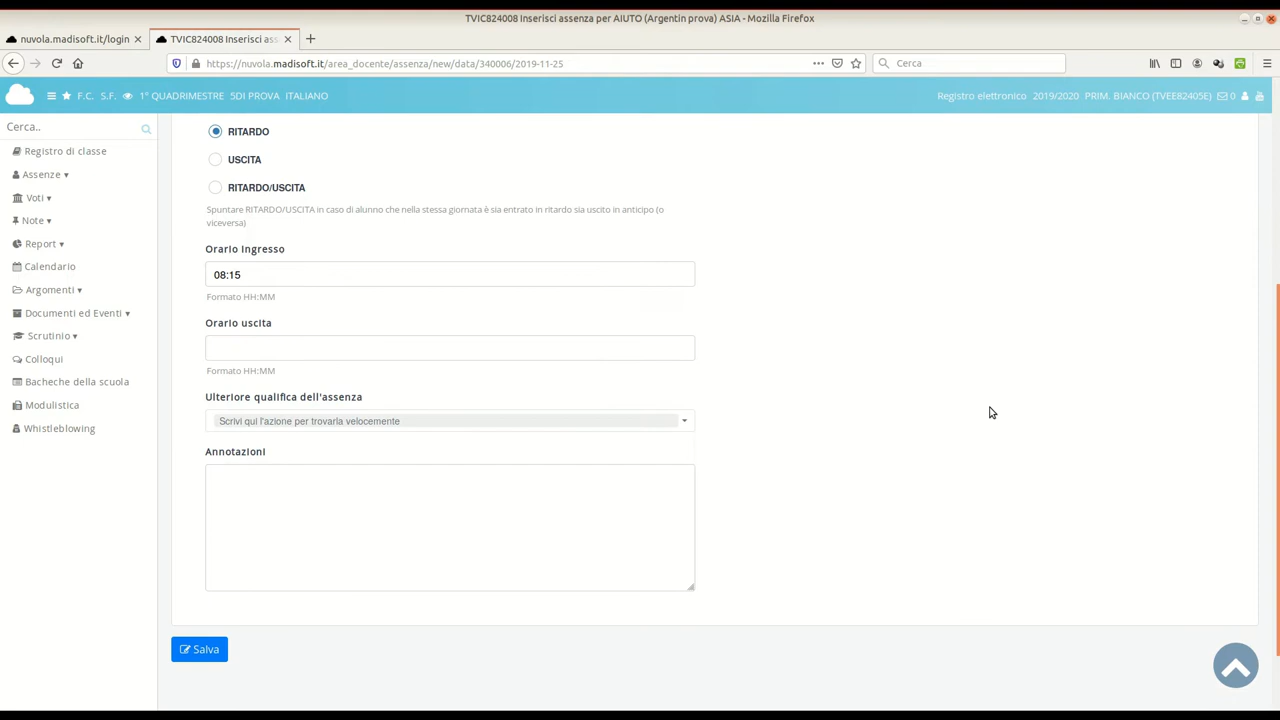 TVIC824008 Inserisci assenza per AIUTO (Argentin prova) ASIA - Mozilla Firefox
nuvola.madisoft.it/login
TVIC824008 Inserisci ass
https://nuvola.madisoft.it/area_docente/assenza/new/data/340006/2019-11-25
Cerca
F.C. S.F. 1° QUADRIMESTRE 5DI PROVA ITALIANO
Registro elettronico 2019/2020 PRIM. BIANCO (TVEE82405E) 0
Cerca..
Registro di classe
Assenze
Voti
Note
Report
Calendario
Argomenti
Documenti ed Eventi
Scrutinio
Colloqui
Bacheche della scuola
Modulistica
Whistleblowing
RITARDO
USCITA
RITARDO/USCITA
Spuntare RITARDO/USCITA in caso di alunno che nella stessa giornata è sia entrato in ritardo sia uscito in anticipo (o
viceversa)
Orario Ingresso
08:15
Formato HH:MM
Orario uscita
Formato HH:MM
Ulteriore qualifica dell'assenza
Scrivi qui l'azione per trovarla velocemente
Annotazioni
Salva